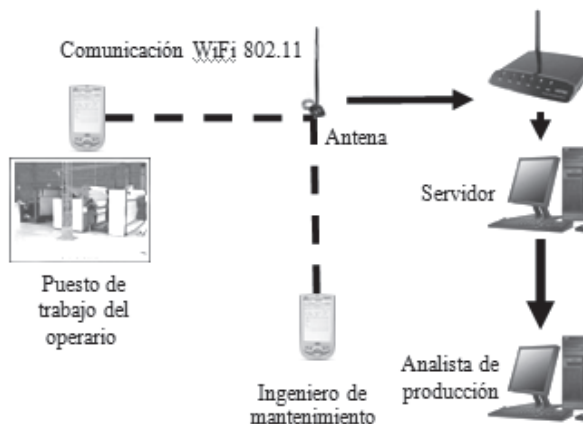 Comunicación WiFi 802.11
Antena
Servidor
Puesto de
trabajo del
operario
Ingeniero de
mantenimiento
Analista de
producción